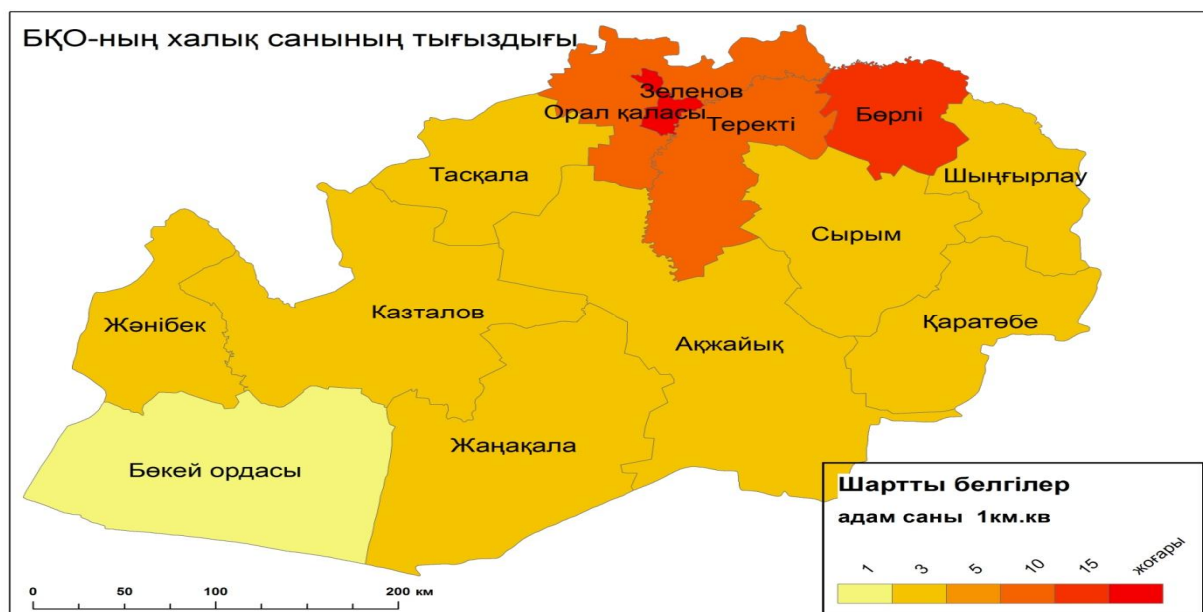 БҚО-ның халық санының тығыздығы
Зеленов
Орал қаласы
Теректі
Бөрлі
Тасқала
Шыңғырлау
Сырым
Жәнібек
Казталов
Қаратөбе
Ақжайық
Жаңақала
Бөкей ордасы
Шартты белгілер
адам саны 1км.кв
1 3 5 10 15 жоғары
0 50 100 200 км